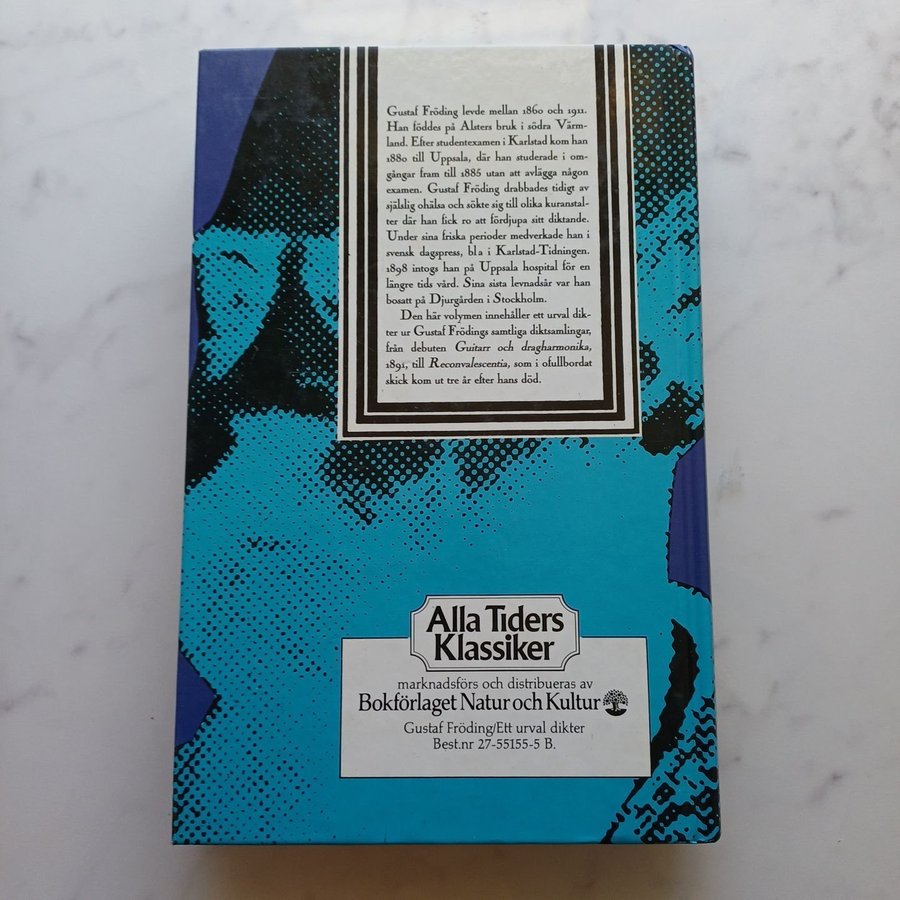 Gustaf Fröding levde mellan 1860 och 1911.
Han föddes på Alsters bruk i södra Värm-
land. Efter studentexamen i Karlstad kom han
1880 till Uppsala, där han studerade i om-
gångar fram till 1885 utan att avlägga någon
examen. Gustaf Fröding drabbades tidigt av
själslig ohälsa och sökte sig till olika kuranstal-
ter där han fick ro att fördjupa sitt diktande.
Under sina friska perioder medverkade han i
svensk dagspress, bl a i Karlstad-Tidningen.
1898 intogs han på Uppsala hospital för en
längre tids vård. Sina sista levnadsår var han
bosatt på Djurgården i Stockholm.
Den här volymen innehåller ett urval dik-
ter ur Gustaf Frödings samtliga diktsamlingar,
från debuten Guitarr och dragharmonika,
1891, till Reconvalescentia, som i ofullbordat
skick kom ut tre år efter hans död.
Alla Tiders
Klassiker
marknadsförs och distribueras av
Bokförlaget Natur och Kultur
Gustaf Fröding/Ett urval dikter
Best.nr 27-55155-5 B.